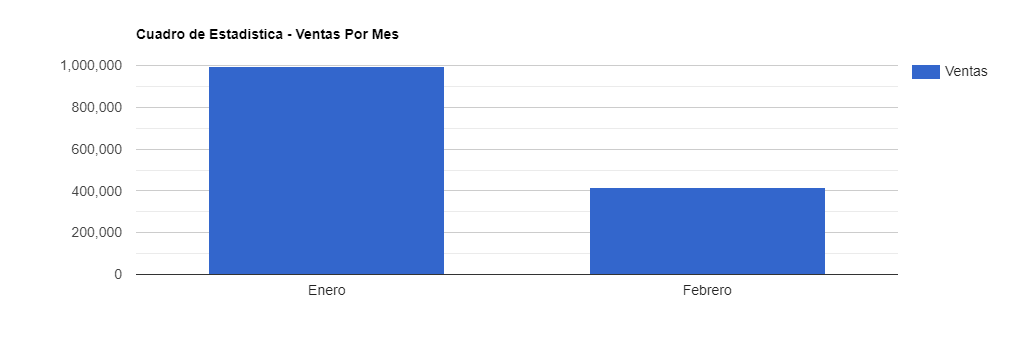 Cuadro de Estadistica - Ventas Por Mes
1,000,000
800,000
600,000
400,000
200,000
0
Enero
Febrero
Ventas